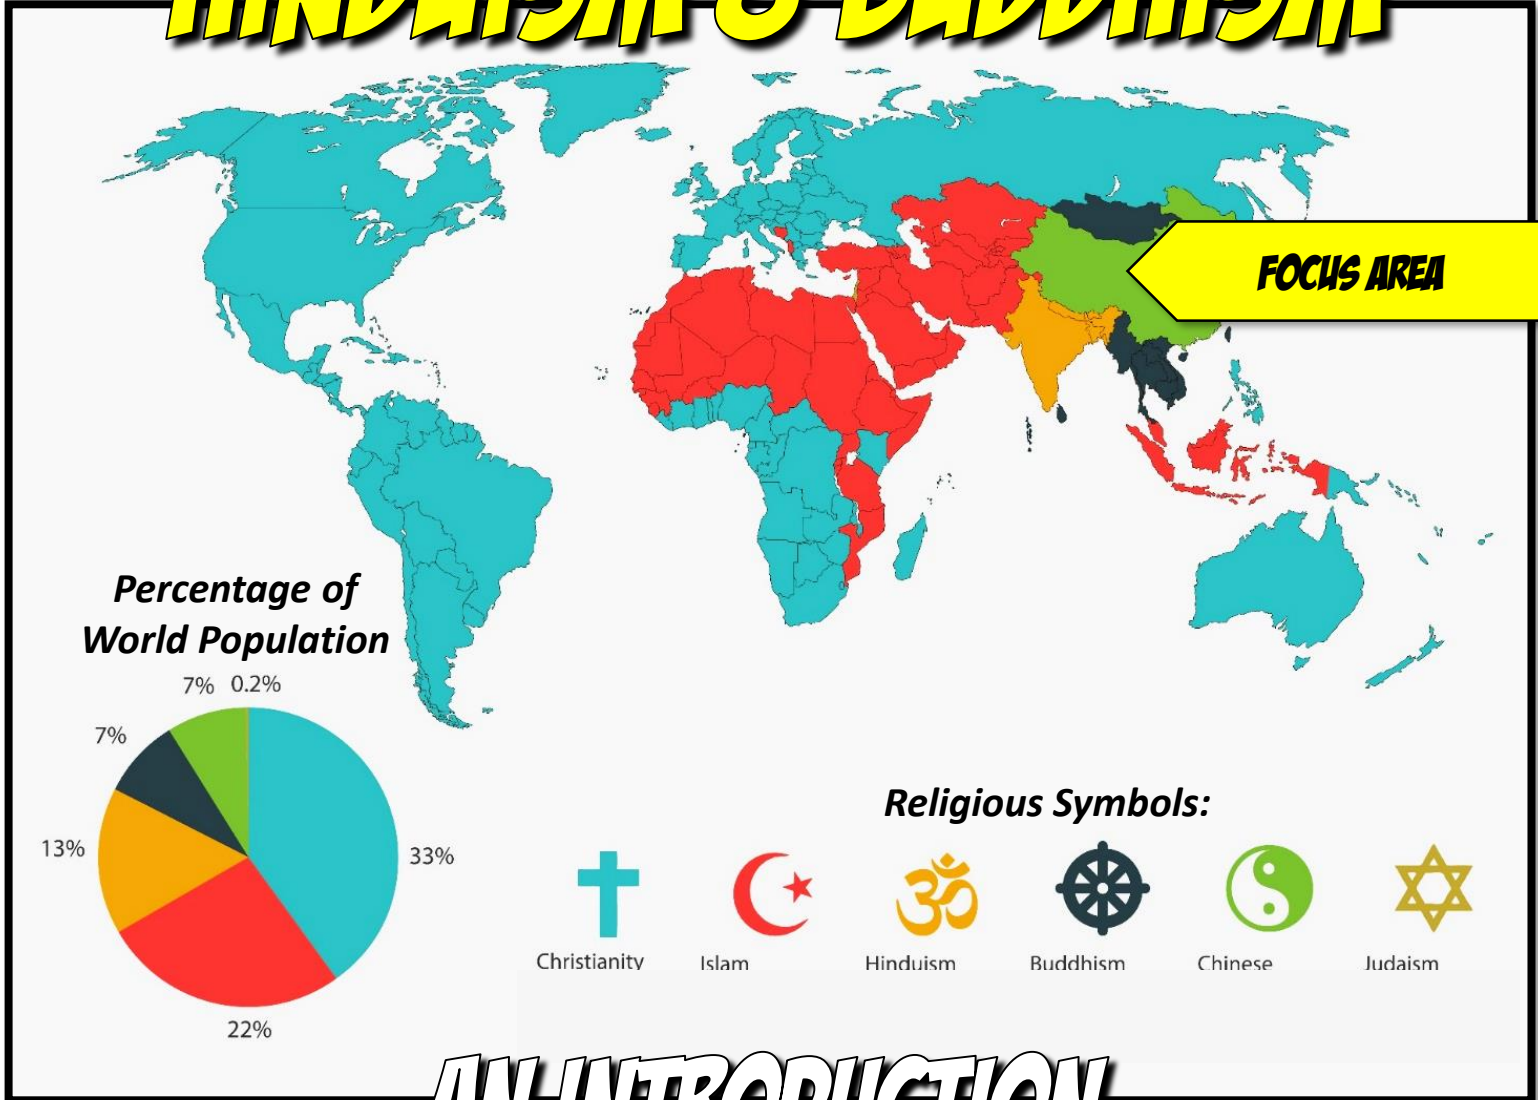 HINDUISM & BUDDHISM
FOCUS AREA
Percentage of
World Population
7% 0.2%
7%
13%
33%
22%
Religious Symbols:
Christianity Islam Hinduism Buddhism Chinese Judaism
AN INTRODUCTION